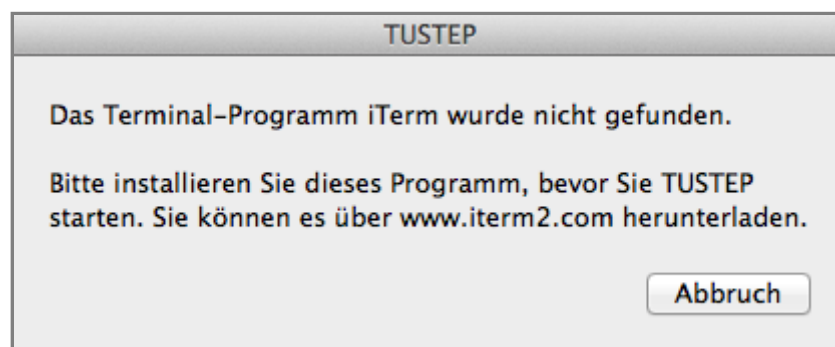 TUSTEP
Das Terminal-Programm iTerm wurde nicht gefunden.
Bitte installieren Sie dieses Programm, bevor Sie TUSTEP
starten. Sie können es über www.iterm2.com herunterladen.
Abbruch